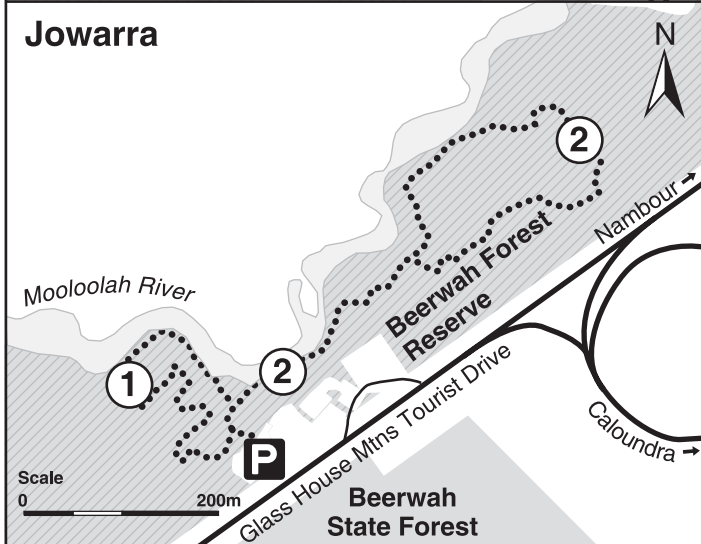 Jowarra
N
2
Nambour
Mooloolah River
Beerwah Forest
Reserve
2
1
Glass House Mtns Tourist Drive
Caloundra
P
Scale
0 200m
Beerwah
State Forest